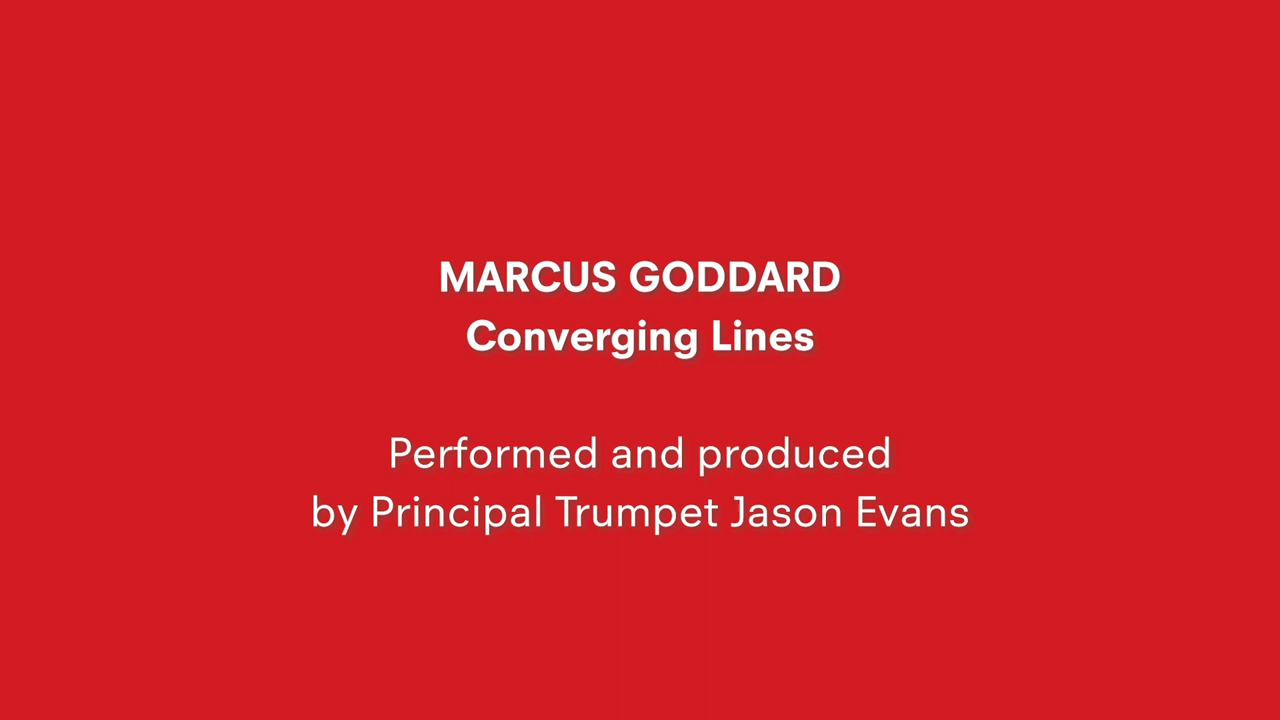 MARCUS GODDARD
Converging Lines
Performed and produced
by Principal Trumpet Jason Evans